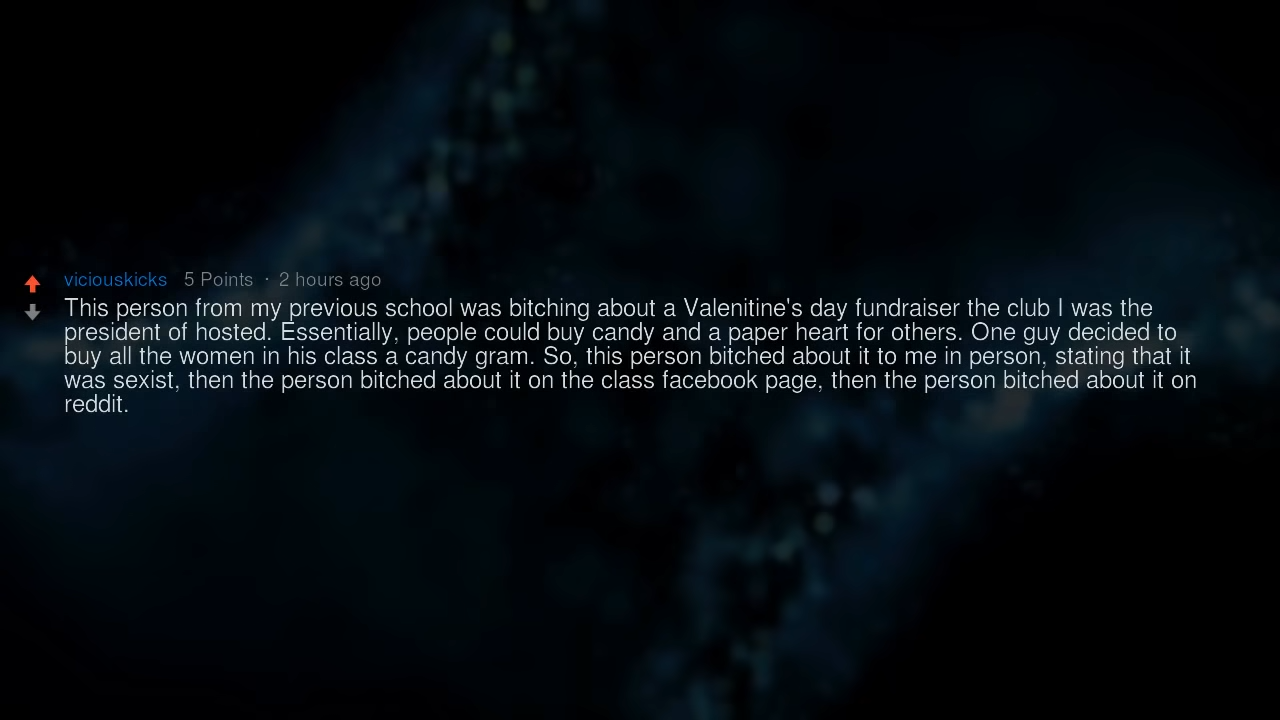 viciouskicks 5 Points · 2 hours ago
This person from my previous school was bitching about a Valenitine's day fundraiser the club I was the
president of hosted. Essentially, people could buy candy and a paper heart for others. One guy decided to
buy all the women in his class a candy gram. So, this person bitched about it to me in person, stating that it
was sexist, then the person bitched about it on the class facebook page, then the person bitched about it on
reddit.